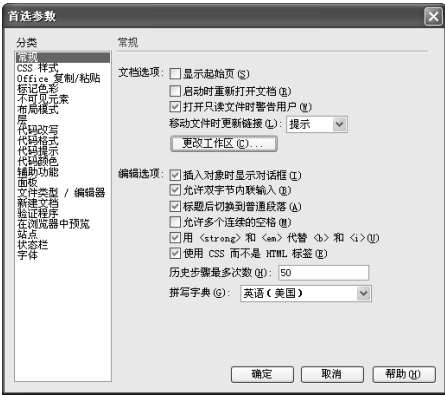 首选参数
分类
常规
常规
CSS 样式
Office 复制/粘贴
标记色彩
不可见元素
布局模式
层
代码改写
代码格式
代码提示
代码颜色
辅助功能
面板
文件类型 / 编辑器
新建文档
验证程序
在浏览器中预览
站点
状态栏
字体
文档选项: 显示起始页(S)
启动时重新打开文档(R)
打开只读文件时警告用户(W)
移动文件时更新链接(L): 提示
更改工作区(C)...
编辑选项: 插入对象时显示对话框(I)
允许双字节内联输入(D)
标题后切换到普通段落(A)
允许多个连续的空格(M)
用 <strong> 和 <em> 代替 <b> 和 <i>(U)
使用 CSS 而不是 HTML 标签(E)
历史步骤最多次数(H): 50
拼写字典(G): 英语(美国)
确定 取消 帮助(H)